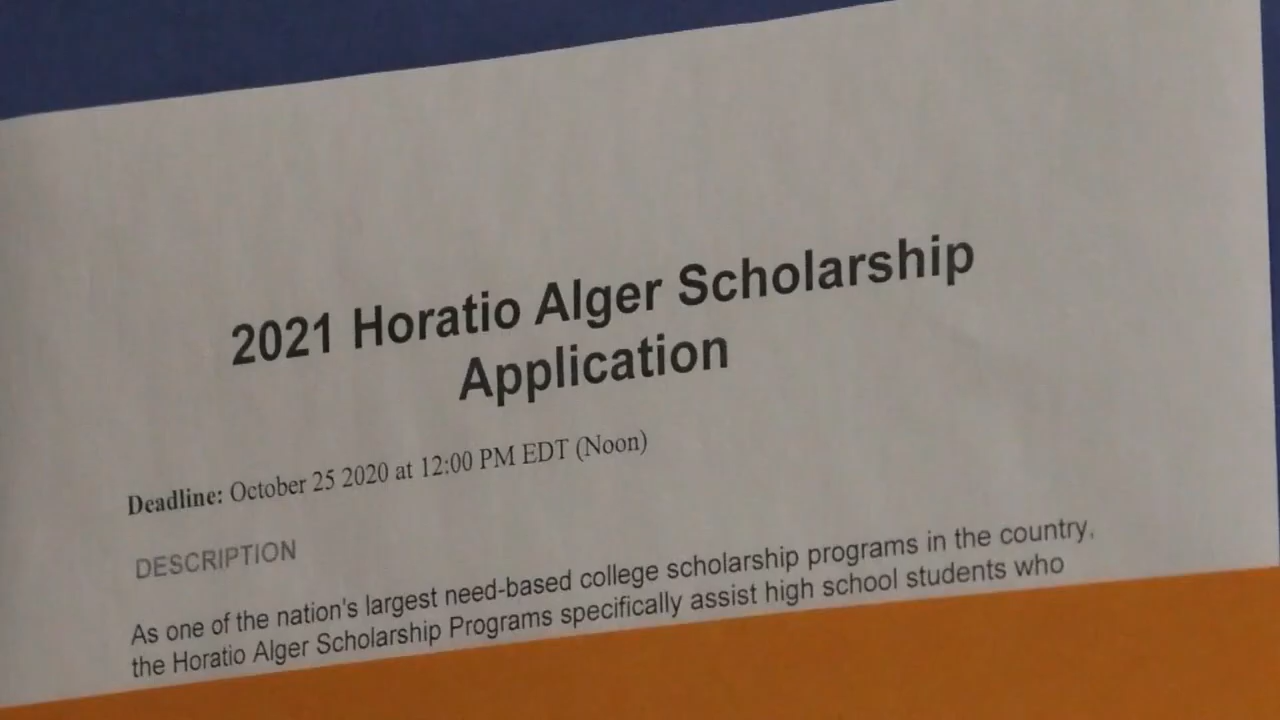 2021 Horatio Alger Scholarship
Application
Deadline: October 25 2020 at 12:00 PM EDT (Noon)
DESCRIPTION
As one of the nation's largest need-based college scholarship programs in the country,
the Horatio Alger Scholarship Programs specifically assist high school students who